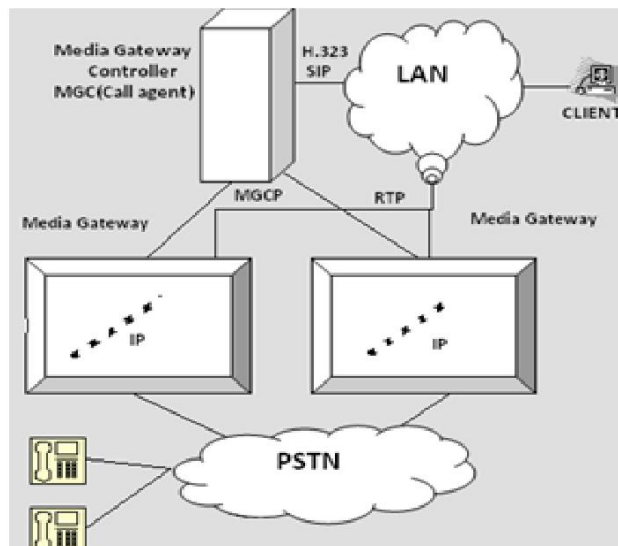 Media Gateway
Controller
MGC(Call agent)
H.323
SIP
LAN
CLIENT
MGCP
RTP
Media Gateway
Media Gateway
IP
IP
PSTN